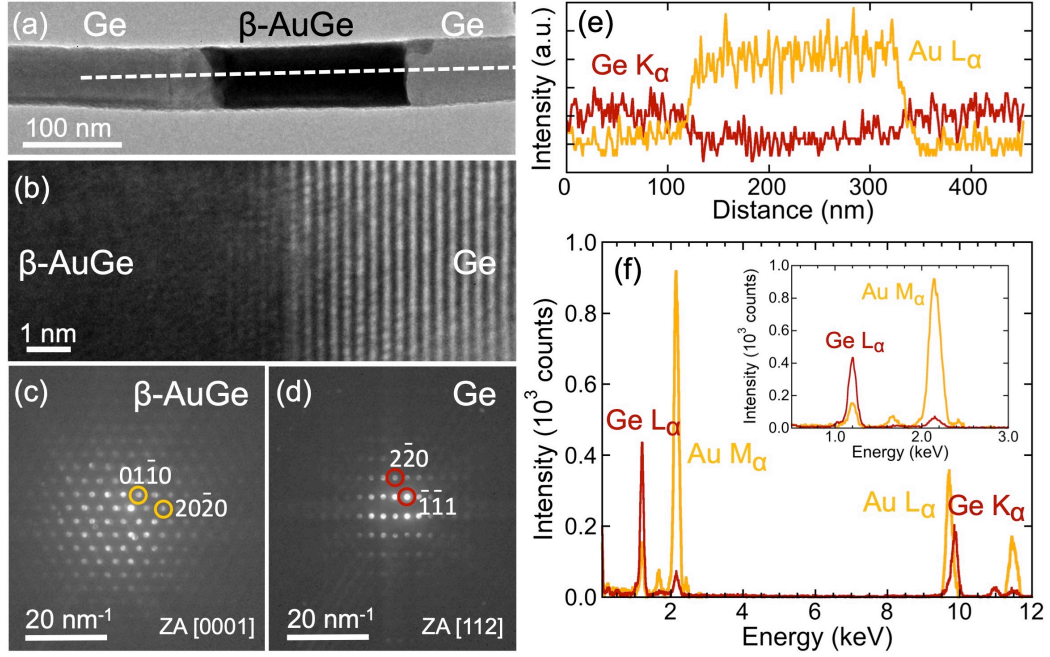 (a)
Ge
β-AuGe
Ge
100 nm
(b)
β-AuGe
Ge
1 nm
(c)
β-AuGe
011̅0
202̅0
20 nm⁻¹
ZA [0001]
(d)
Ge
22̅0
1̅1̅1
20 nm⁻¹
ZA [112]
(e)
Intensity (a.u.)
Ge Kα
Au Lα
0 100 200 300 400
Distance (nm)
(f)
Intensity (10³ counts)
1.0
0.8
0.6
0.4
0.2
0.0
Ge Lα
Au Mα
Au Lα
Ge Kα
0 2 4 6 8 10 12
Energy (keV)
Intensity (10³ counts)
1.0
0.8
0.6
0.4
0.2
0.0
Au Mα
Ge Lα
1.0 2.0 3.0
Energy (keV)